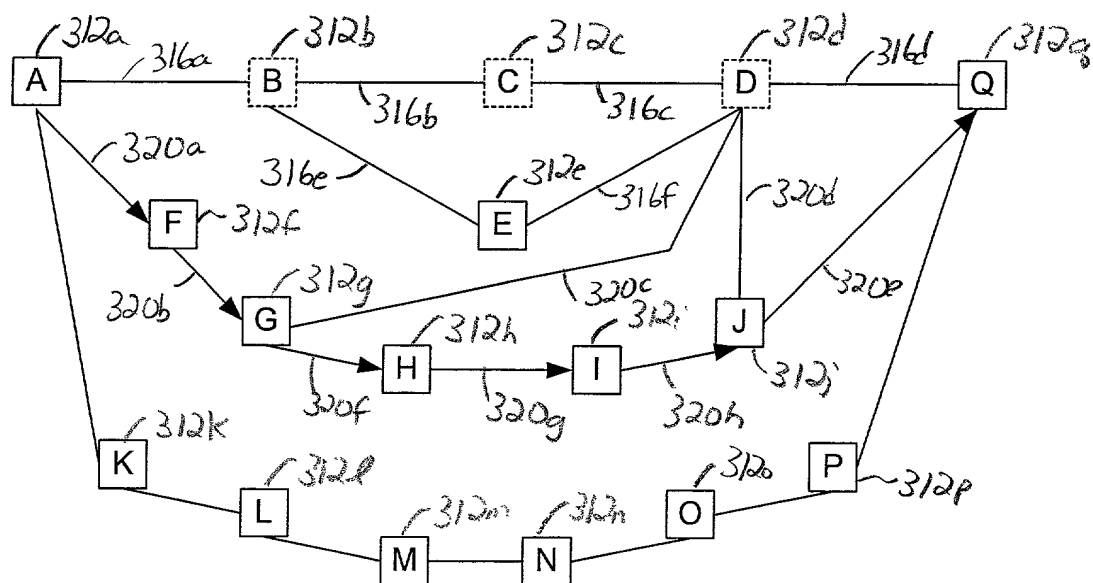 312a 312b 312c 312d 312q
A B C D Q
316a 316b 316c 316d
320a 316e 312e 316f 320d
F 312f E
320b 312g 320c 320e
G 312h 312i J
H I 312j
320f 320g 320h
312k
K 312l 312o P
L O 312p
312m 312n
M N